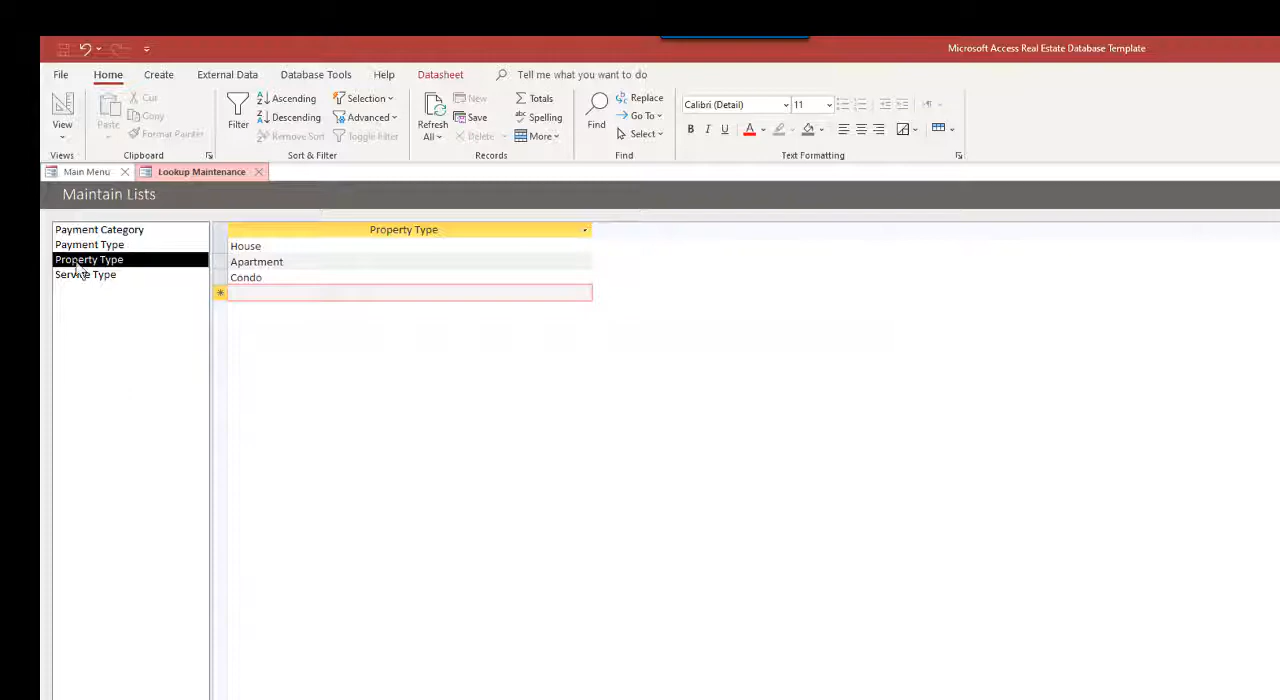 Microsoft Access Real Estate Database Template
File Home Create External Data Database Tools Help Datasheet Tell me what you want to do
View
Views
Paste
Cut
Copy
Format Painter
Clipboard
Filter
Ascending
Descending
Remove Sort
Selection
Advanced
Toggle Filter
Sort & Filter
Refresh
All
New
Save
Delete
Totals
Spelling
More
Records
Find
Replace
Go To
Select
Find
Calibri (Detail) 11
B I U A
Text Formatting
Main Menu Lookup Maintenance
Maintain Lists
Payment Category
Payment Type
Property Type
Service Type
Property Type
House
Apartment
Condo